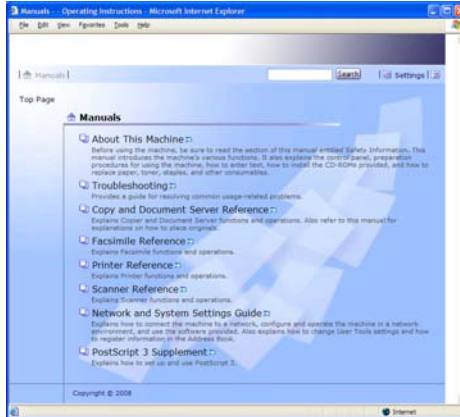 Manuals - - Operating Instructions - Microsoft Internet Explorer
File Edit View Favorites Tools Help
Manuals
Search
Settings
Top Page
Manuals
About This Machine
Before using the machine, be sure to read the section of this manual entitled Safety Information. This
manual introduces the machine's various functions. It also explains the control panel, preparation
procedures for using the machine, how to enter text, how to install the CD-ROMs provided, and how to
replace paper, toner, staples, and other consumables.
Troubleshooting
Provides a guide for resolving common usage-related problems.
Copy and Document Server Reference
Explains Copier and Document Server functions and operations. Also refer to this manual for
explanations on how to place originals.
Facsimile Reference
Explains Facsimile functions and operations.
Printer Reference
Explains Printer functions and operations.
Scanner Reference
Explains Scanner functions and operations.
Network and System Settings Guide
Explains how to connect the machine to a network, configure and operate the machine in a network
environment, and use the software provided. Also explains how to change User Tools settings and how
to register information in the Address Book.
PostScript 3 Supplement
Explains how to set up and use PostScript 3.
Copyright © 2008
Internet